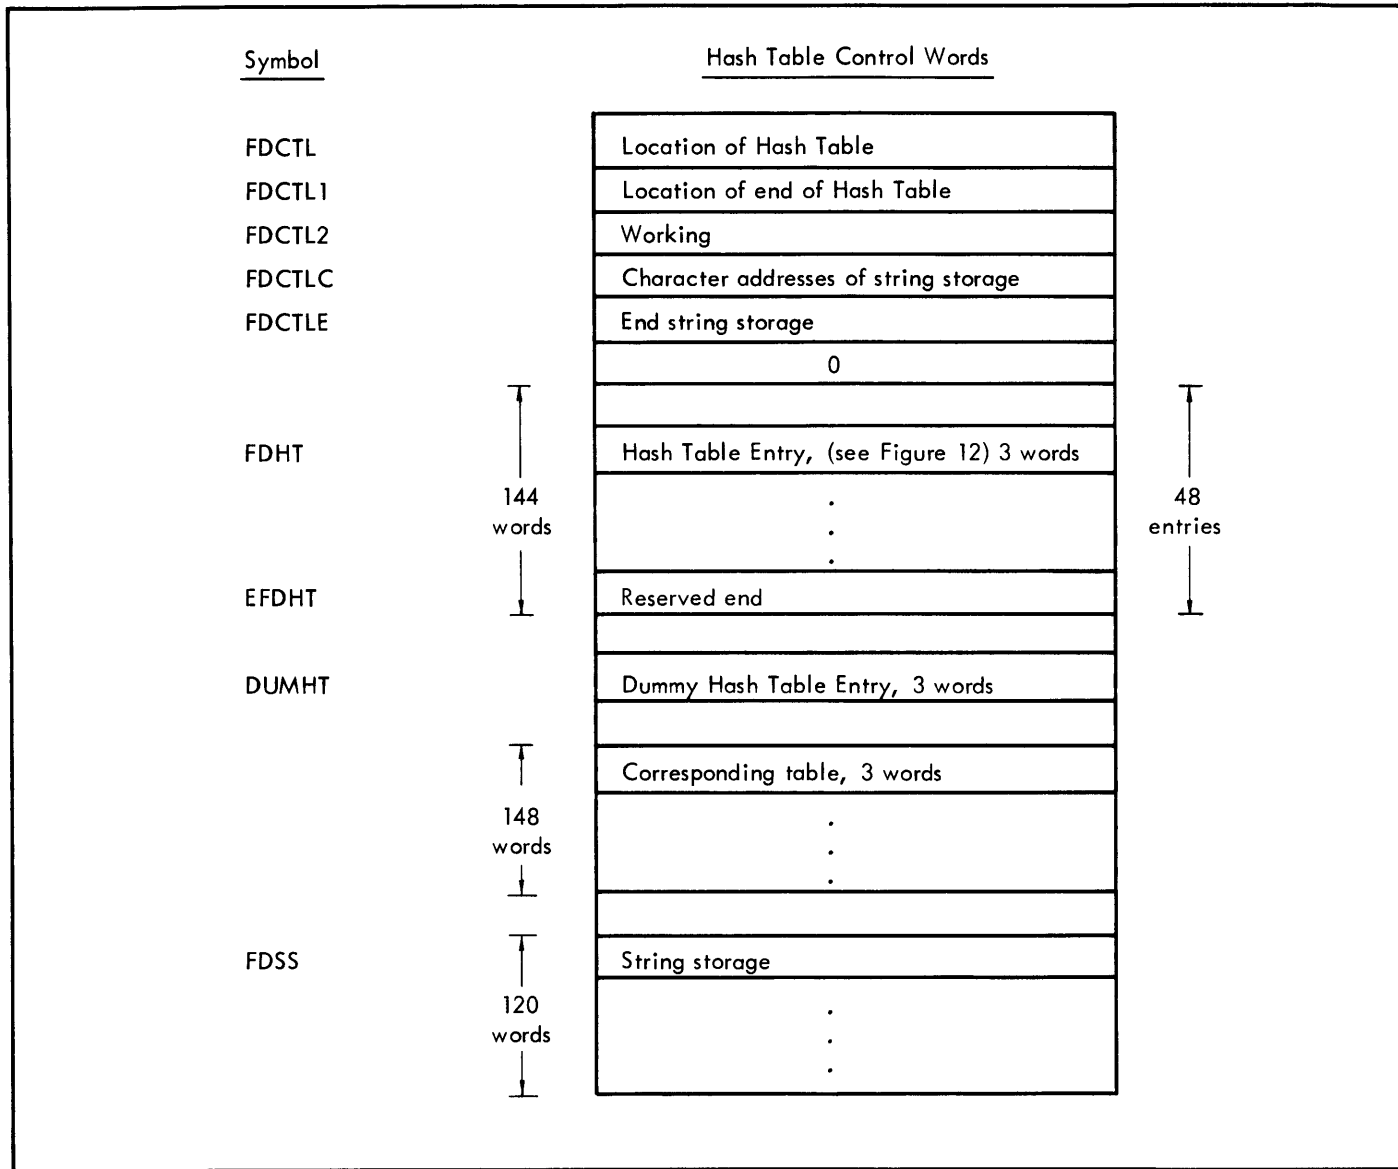 Symbol Hash Table Control Words
FDCTL Location of Hash Table
FDCTL1 Location of end of Hash Table
FDCTL2 Working
FDCTLC Character addresses of string storage
FDCTLE End string storage
0
FDHT Hash Table Entry, (see Figure 12) 3 words
144 words
.
.
.
48 entries
EFDHT Reserved end
DUMHT Dummy Hash Table Entry, 3 words
Corresponding table, 3 words
148 words
.
.
.
FDSS String storage
120 words
.
.
.